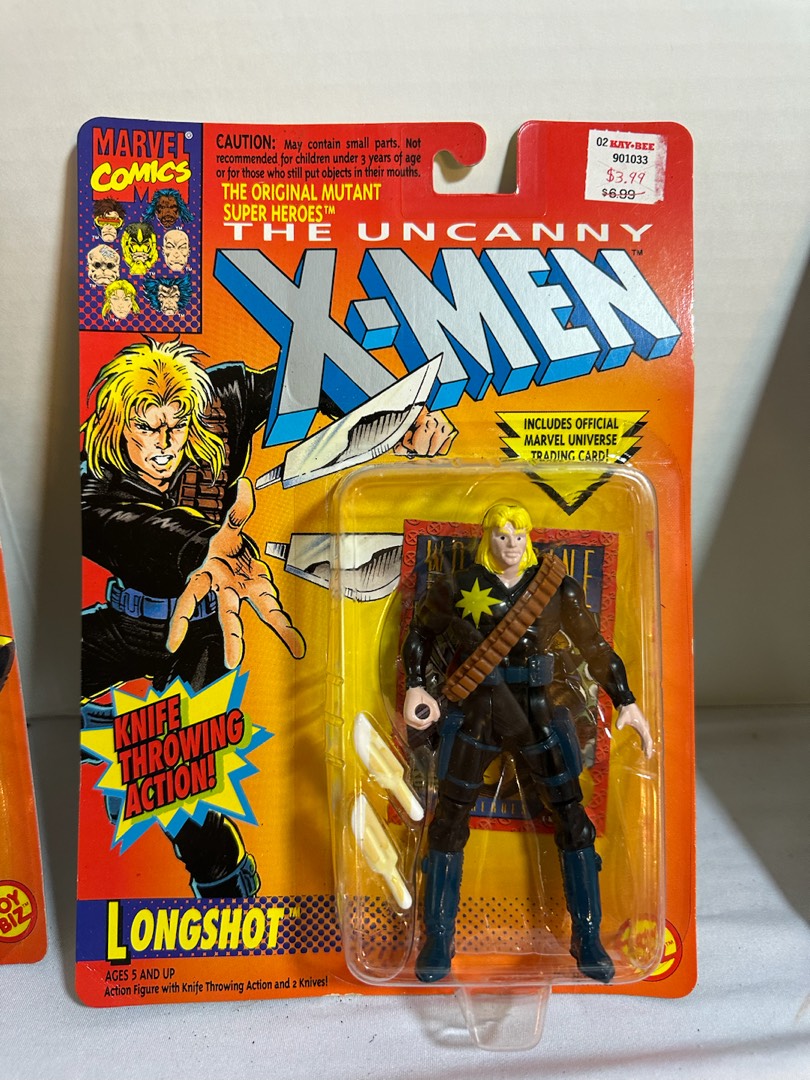 MARVEL®
COMICS
CAUTION: May contain small parts. Not
recommended for children under 3 years of age
or for those who still put objects in their mouths.
THE ORIGINAL MUTANT
SUPER HEROES™
THE UNCANNY
X-MEN™
02 KAY·BEE
901033
$3.99
$6.99
INCLUDES OFFICIAL
MARVEL UNIVERSE
TRADING CARD!
KNIFE
THROWING
ACTION!
LONGSHOT™
AGES 5 AND UP
Action Figure with Knife Throwing Action and 2 Knives!
TOY
BIZ